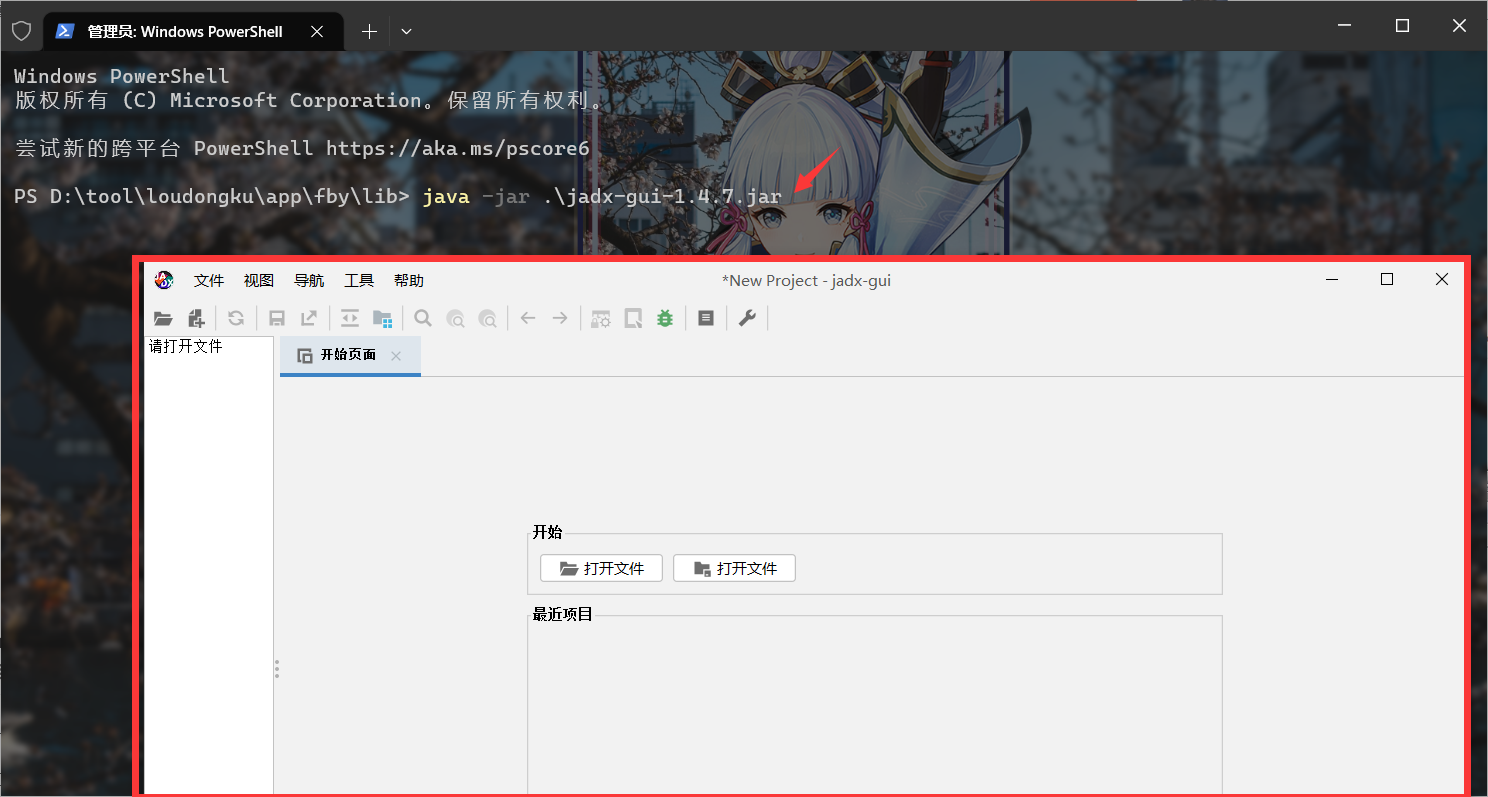 管理员: Windows PowerShell
Windows PowerShell
版权所有 (C) Microsoft Corporation。保留所有权利。
尝试新的跨平台 PowerShell https://aka.ms/pscore6
PS D:\tool\loudongku\app\fby\lib> java -jar .\jadx-gui-1.4.7.jar
文件 视图 导航 工具 帮助 *New Project - jadx-gui
请打开文件
开始页面
开始
打开文件 打开文件
最近项目